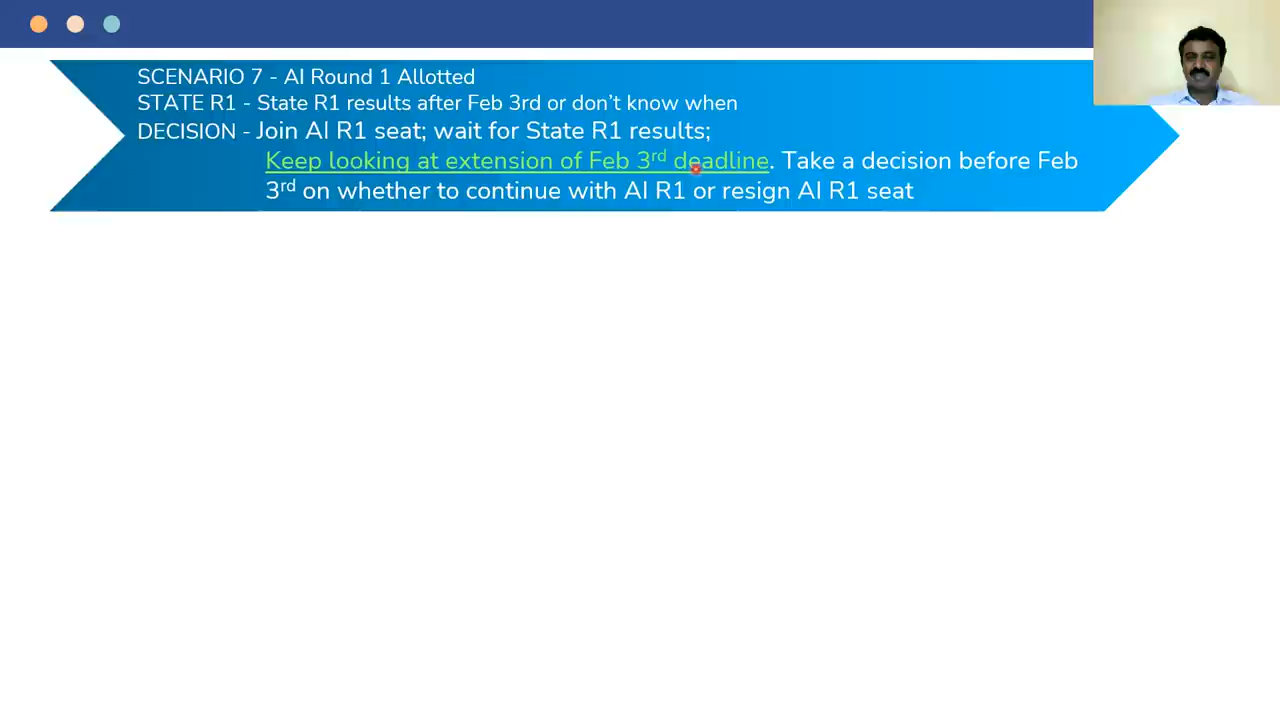 SCENARIO 7 - AI Round 1 Allotted
STATE R1 - State R1 results after Feb 3rd or don't know when
DECISION - Join AI R1 seat; wait for State R1 results;
Keep looking at extension of Feb 3rd deadline. Take a decision before Feb
3rd on whether to continue with AI R1 or resign AI R1 seat